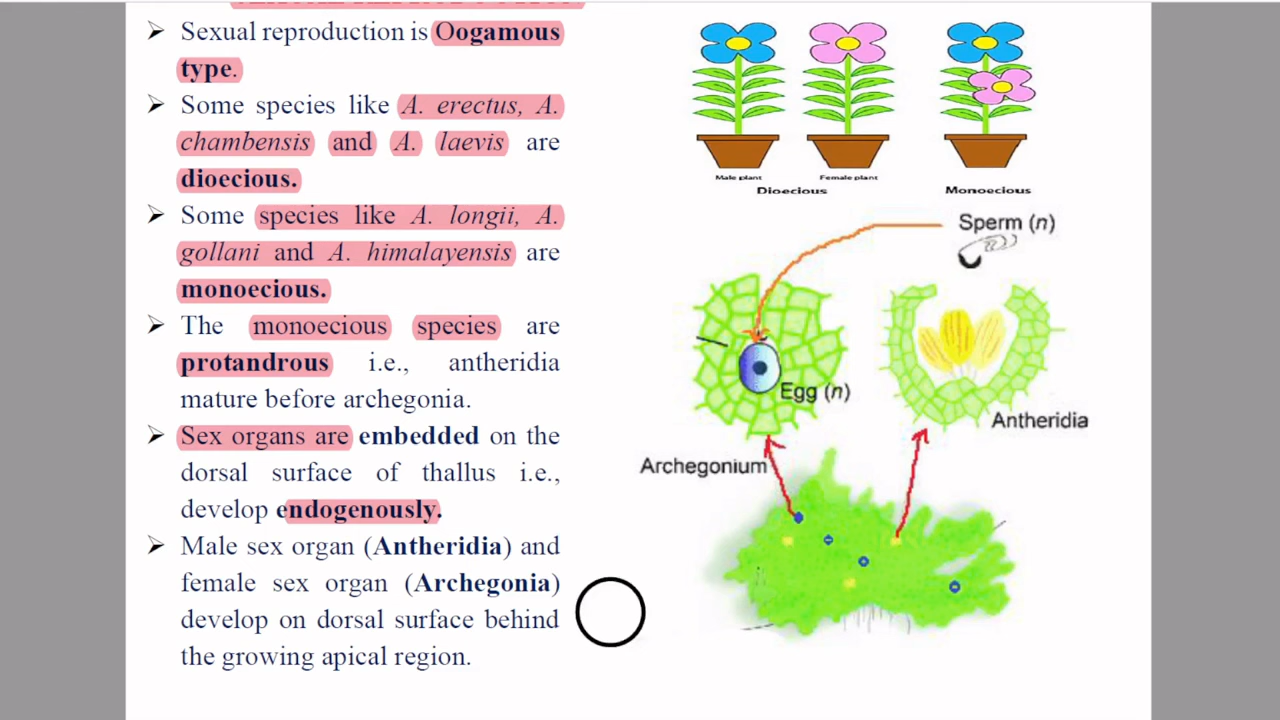 ➢ Sexual reproduction is Oogamous
type.
➢ Some species like A. erectus, A.
chambensis and A. laevis are
dioecious.
➢ Some species like A. longii, A.
gollani and A. himalayensis are
monoecious.
➢ The monoecious species are
protandrous i.e., antheridia
mature before archegonia.
➢ Sex organs are embedded on the
dorsal surface of thallus i.e.,
develop endogenously.
➢ Male sex organ (Antheridia) and
female sex organ (Archegonia)
develop on dorsal surface behind
the growing apical region.
Male plant
Female plant
Dioecious
Monoecious
Sperm (n)
Egg (n)
Antheridia
Archegonium